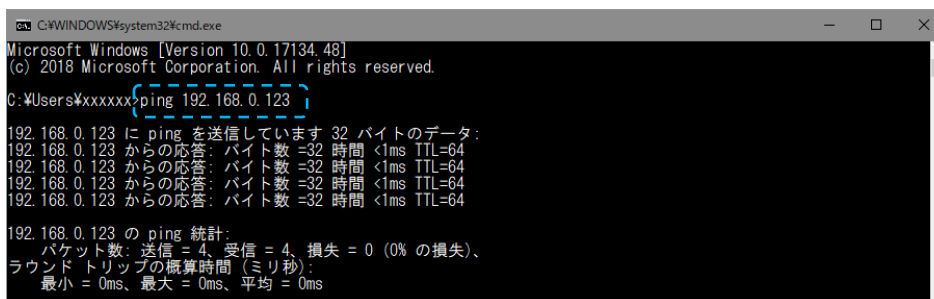 C:¥WINDOWS¥system32¥cmd.exe
Microsoft Windows [Version 10.0.17134.48]
(c) 2018 Microsoft Corporation. All rights reserved.
C:¥Users¥xxxxxx>ping 192.168.0.123
192.168.0.123 に ping を送信しています 32 バイトのデータ:
192.168.0.123 からの応答: バイト数 =32 時間 <1ms TTL=64
192.168.0.123 からの応答: バイト数 =32 時間 <1ms TTL=64
192.168.0.123 からの応答: バイト数 =32 時間 <1ms TTL=64
192.168.0.123 からの応答: バイト数 =32 時間 <1ms TTL=64
192.168.0.123 の ping 統計:
パケット数: 送信 = 4、受信 = 4、損失 = 0 (0% の損失)、
ラウンド トリップの概算時間 (ミリ秒):
最小 = 0ms、最大 = 0ms、平均 = 0ms